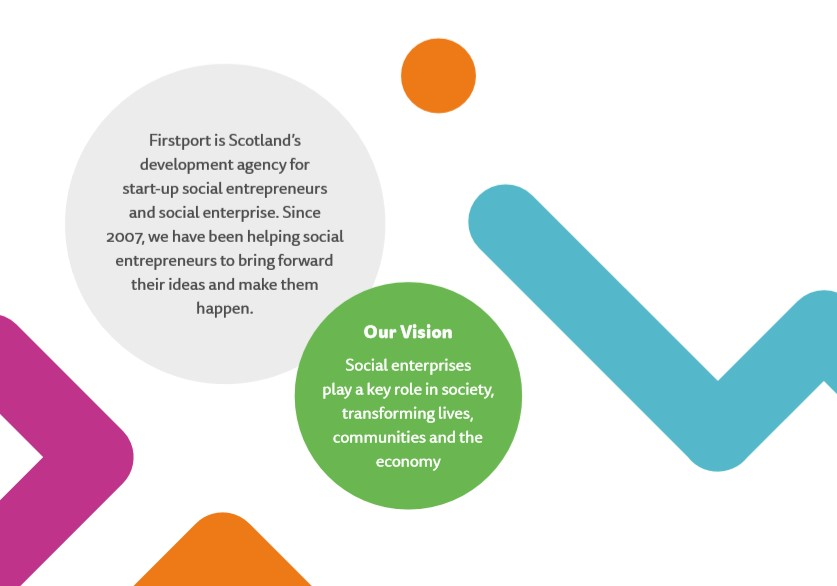 Firstport is Scotland's
development agency for
start-up social entrepreneurs
and social enterprise. Since
2007, we have been helping social
entrepreneurs to bring forward
their ideas and make them
happen.
Our Vision
Social enterprises
play a key role in society,
transforming lives,
communities and the
economy